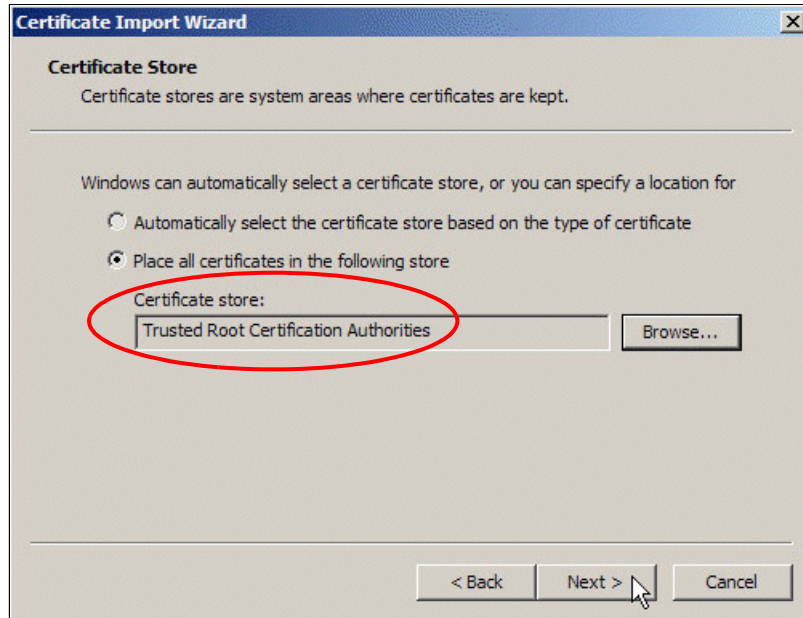 Certificate Import Wizard
Certificate Store
Certificate stores are system areas where certificates are kept.
Windows can automatically select a certificate store, or you can specify a location for
Automatically select the certificate store based on the type of certificate
Place all certificates in the following store
Certificate store:
Trusted Root Certification Authorities
Browse...
< Back Next > Cancel